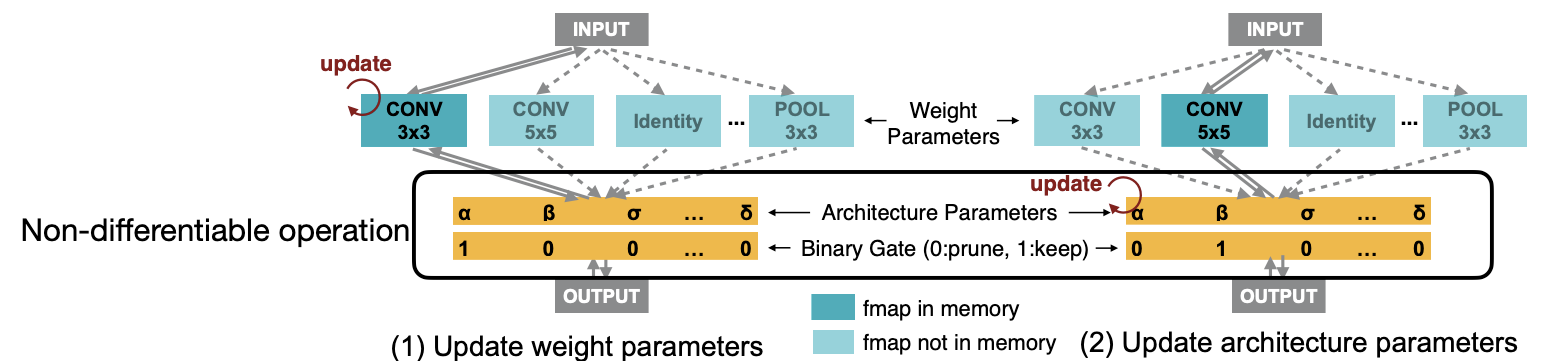 INPUT
INPUT
update
CONV
3x3
CONV
5x5
Identity
...
POOL
3x3
Weight
Parameters
CONV
3x3
CONV
5x5
Identity
...
POOL
3x3
update
Non-differentiable operation
α β σ ... δ
Architecture Parameters
α β σ ... δ
1 0 0 ... 0
Binary Gate (0:prune, 1:keep)
0 1 0 ... 0
OUTPUT
OUTPUT
fmap in memory
fmap not in memory
(1) Update weight parameters
(2) Update architecture parameters